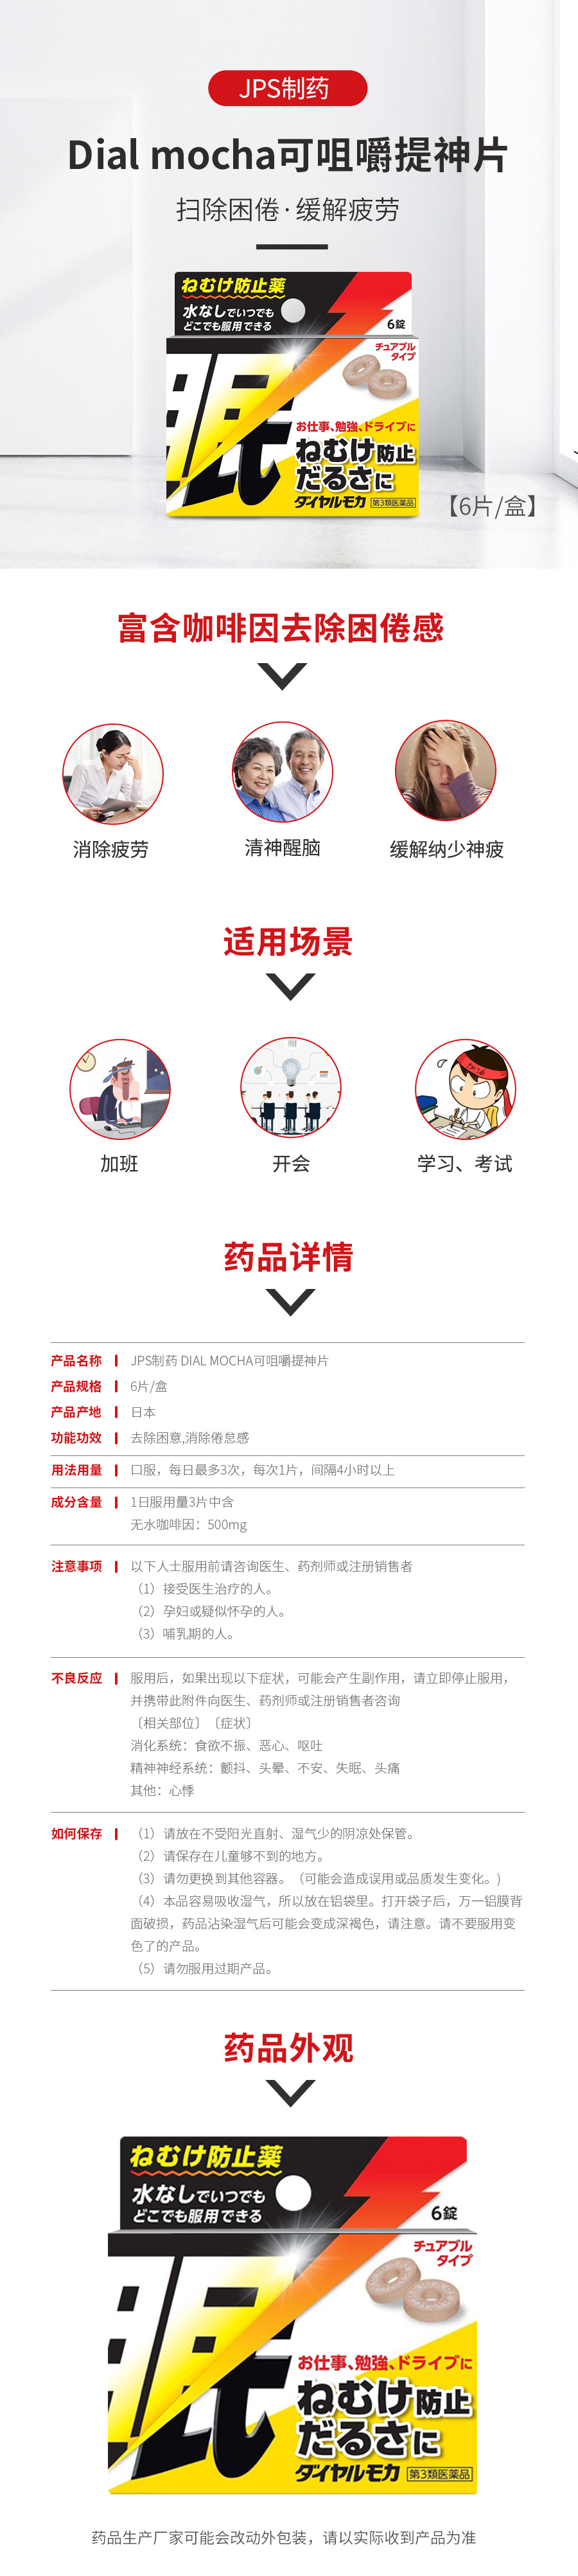 JPS制药
Dial mocha可咀嚼提神片
扫除困倦·缓解疲劳
ねむけ防止薬
水なしでいつでも
どこでも服用できる
6錠
チュアブル
タイプ
眠
お仕事、勉強、ドライブに
ねむけ防止
だるさに
ダイヤルモカ 第3類医薬品
【6片/盒】
富含咖啡因去除困倦感
消除疲劳
清神醒脑
缓解纳少神疲
适用场景
加班
开会
学习、考试
药品详情
产品名称 JPS制药 DIAL MOCHA可咀嚼提神片
产品规格 6片/盒
产品产地 日本
功能功效 去除困意,消除倦怠感
用法用量 口服，每日最多3次，每次1片，间隔4小时以上
成分含量 1日服用量3片中含
无水咖啡因：500mg
注意事项 以下人士服用前请咨询医生、药剂师或注册销售者
（1）接受医生治疗的人。
（2）孕妇或疑似怀孕的人。
（3）哺乳期的人。
不良反应 服用后，如果出现以下症状，可能会产生副作用，请立即停止服用，
并携带此附件向医生、药剂师或注册销售者咨询
〔相关部位〕〔症状〕
消化系统：食欲不振、恶心、呕吐
精神神经系统：颤抖、头晕、不安、失眠、头痛
其他：心悸
如何保存 （1）请放在不受阳光直射、湿气少的阴凉处保管。
（2）请保存在儿童够不到的地方。
（3）请勿更换到其他容器。（可能会造成误用或品质发生变化。)
（4）本品容易吸收湿气，所以放在铝袋里。打开袋子后，万一铝膜背
面破损，药品沾染湿气后可能会变成深褐色，请注意。请不要服用变
色了的产品。
（5）请勿服用过期产品。
药品外观
ねむけ防止薬
水なしでいつでも
どこでも服用できる
6錠
チュアブル
タイプ
眠
お仕事、勉強、ドライブに
ねむけ防止
だるさに
ダイヤルモカ 第3類医薬品
药品生产厂家可能会改动外包装，请以实际收到产品为准